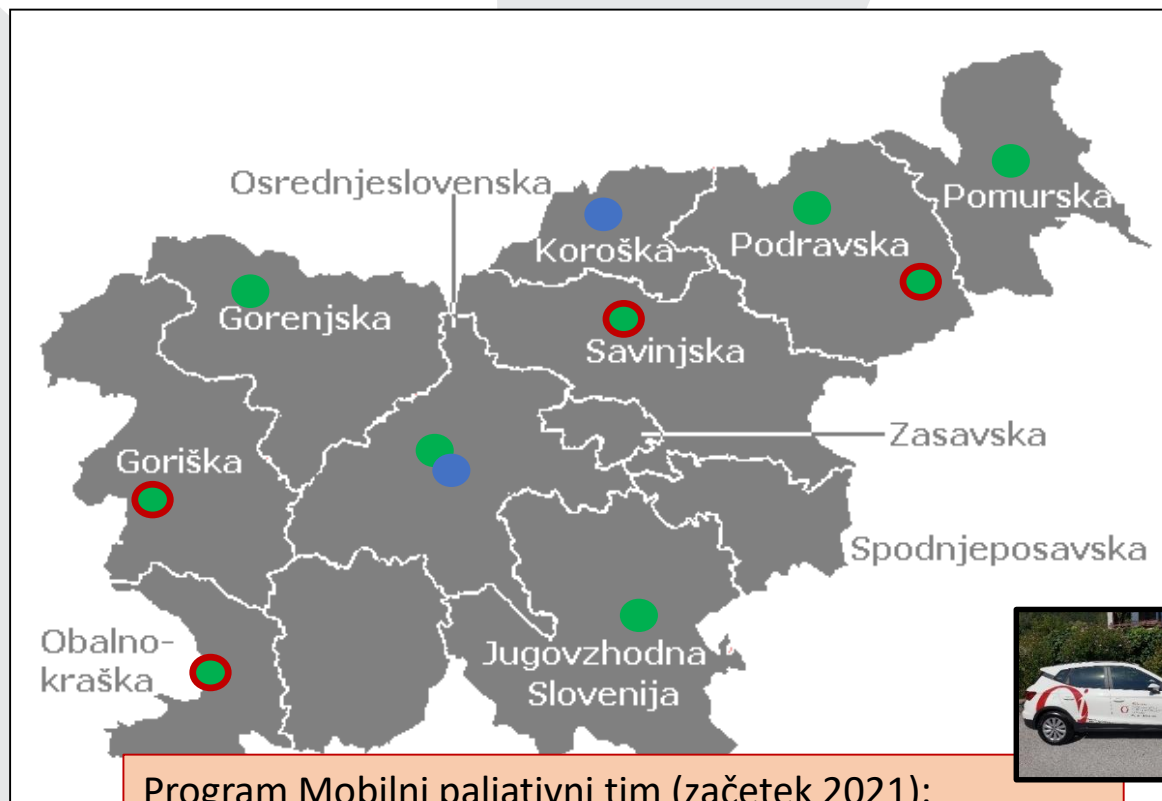 Osrednjeslovenska
Pomurska
Koroška
Podravska
Gorenjska
Savinjska
Goriška
Zasavska
Spodnjeposavska
Obalno-
kraška
Jugovzhodna
Slovenija
Program Mobilni paliativni tim (začetek 2021):